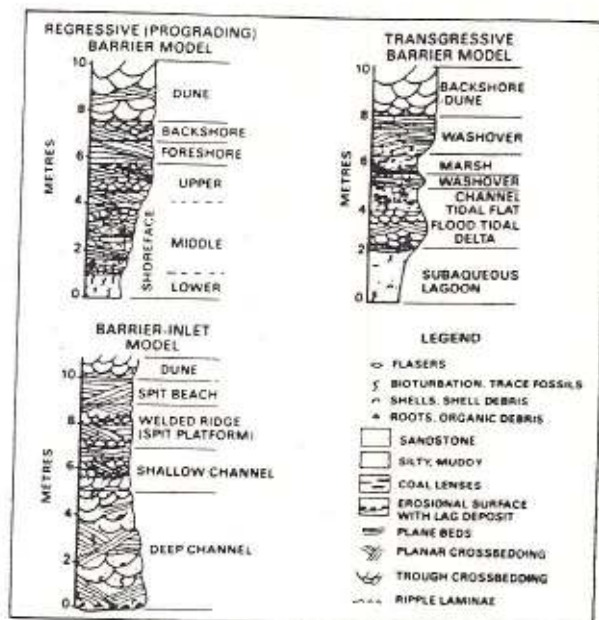 REGRESSIVE (PROGRADING)
BARRIER MODEL
10
8
6
4
2
0
METRES
DUNE
BACKSHORE
FORESHORE
UPPER
MIDDLE
LOWER
SHOREFACE
TRANSGRESSIVE
BARRIER MODEL
10
8
6
4
2
0
METRES
BACKSHORE
DUNE
WASHOVER
MARSH
WASHOVER
CHANNEL
TIDAL FLAT
FLOOD TIDAL
DELTA
SUBAQUEOUS
LAGOON
BARRIER-INLET
MODEL
10
8
6
4
2
0
METRES
DUNE
SPIT BEACH
WELDED RIDGE
(SPIT PLATFORM)
SHALLOW CHANNEL
DEEP CHANNEL
LEGEND
FLASERS
BIOTURBATION, TRACE FOSSILS
SHELLS, SHELL DEBRIS
ROOTS, ORGANIC DEBRIS
SANDSTONE
SILTY, MUDDY
COAL LENSES
EROSIONAL SURFACE
WITH LAG DEPOSIT
PLANE BEDS
PLANAR CROSSBEDDING
TROUGH CROSSBEDDING
RIPPLE LAMINAE